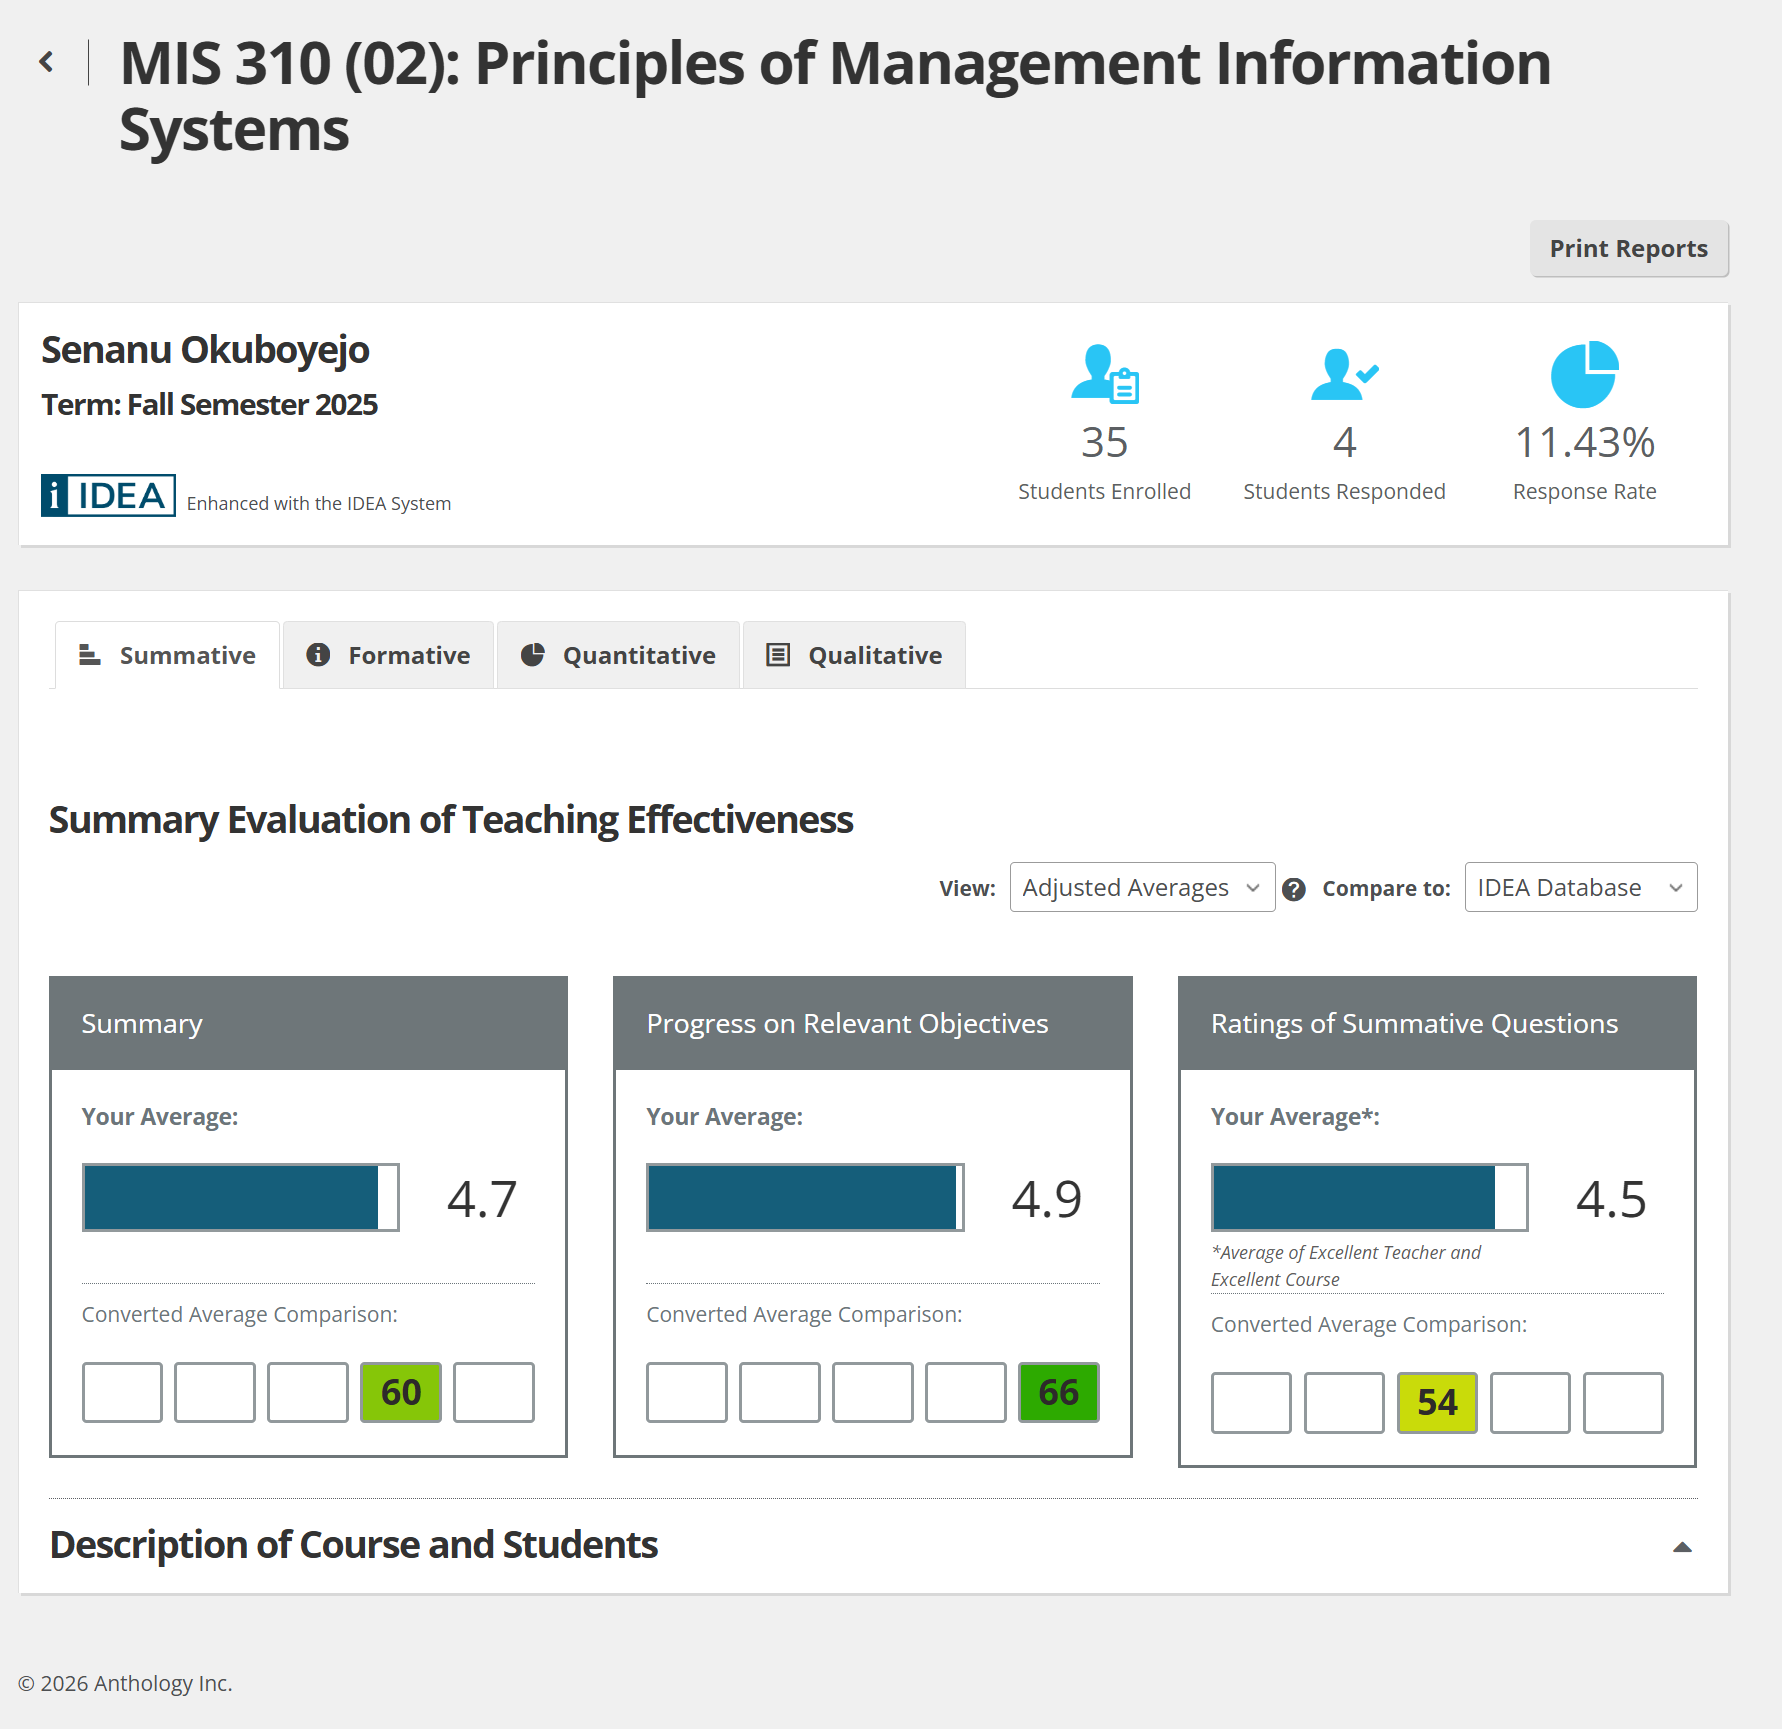 MIS 310 (02): Principles of Management Information
Systems
Print Reports
Senanu Okuboyejo
Term: Fall Semester 2025
i IDEA Enhanced with the IDEA System
35
Students Enrolled
4
Students Responded
11.43%
Response Rate
Summative
Formative
Quantitative
Qualitative
Summary Evaluation of Teaching Effectiveness
View: Adjusted Averages ? Compare to: IDEA Database
Summary
Your Average:
4.7
Converted Average Comparison:
60
Progress on Relevant Objectives
Your Average:
4.9
Converted Average Comparison:
66
Ratings of Summative Questions
Your Average*:
4.5
*Average of Excellent Teacher and
Excellent Course
Converted Average Comparison:
54
Description of Course and Students
© 2026 Anthology Inc.